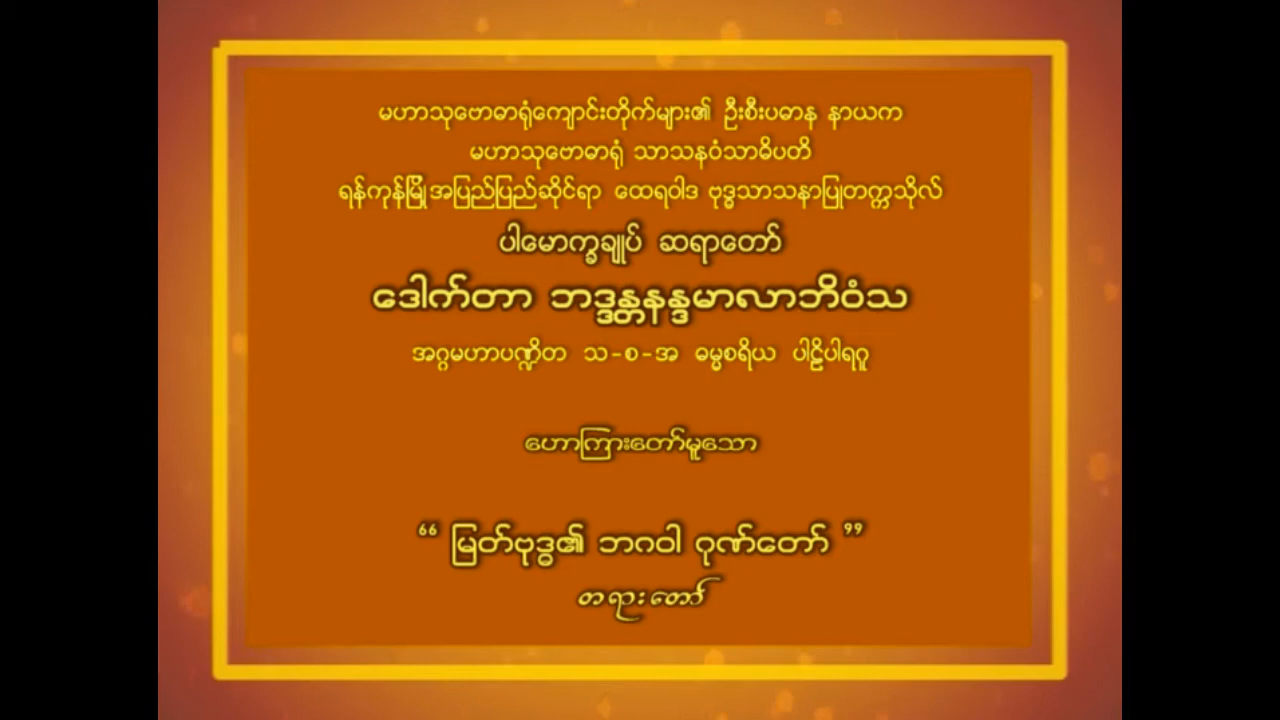 မဟာသုဗောဓာရုံကျောင်းတိုက်များ၏ ဦးစီးပဓာန နာယက
မဟာသုဗောဓာရုံ သာသနဝံသာဓိပတိ
ရန်ကုန်မြို့အပြည်ပြည်ဆိုင်ရာ ထေရဝါဒ ဗုဒ္ဓသာသနာပြုတက္ကသိုလ်
ပါမောက္ခချုပ် ဆရာတော်
ဒေါက်တာ ဘဒ္ဒန္တနန္ဒမာလာဘိဝံသ
အဂ္ဂမဟာပဏ္ဍိတ သ-စ-အ ဓမ္မစရိယ ပါဠိပါရဂူ
ဟောကြားတော်မူသော
“ မြတ်ဗုဒ္ဓ၏ ဘဂဝါ ဂုဏ်တော် ”
တရားတော်